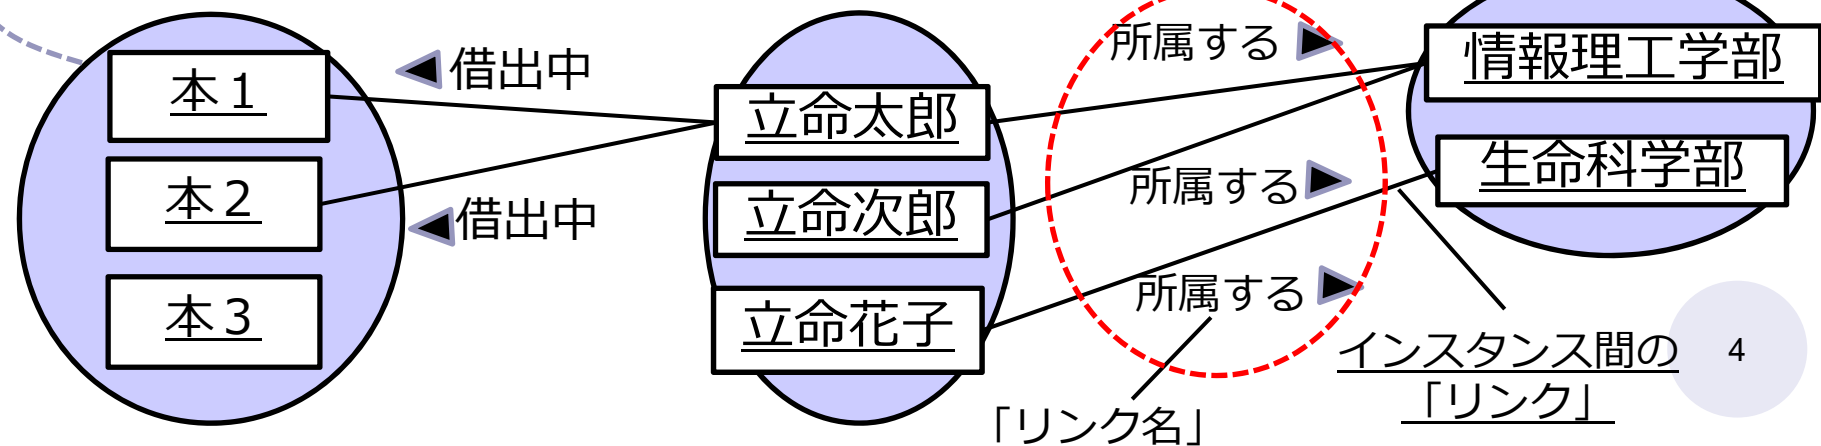 本１
本２
本３
借出中
借出中
立命太郎
立命次郎
立命花子
所属する
所属する
所属する
情報理工学部
生命科学部
「リンク名」
インスタンス間の
「リンク」
4